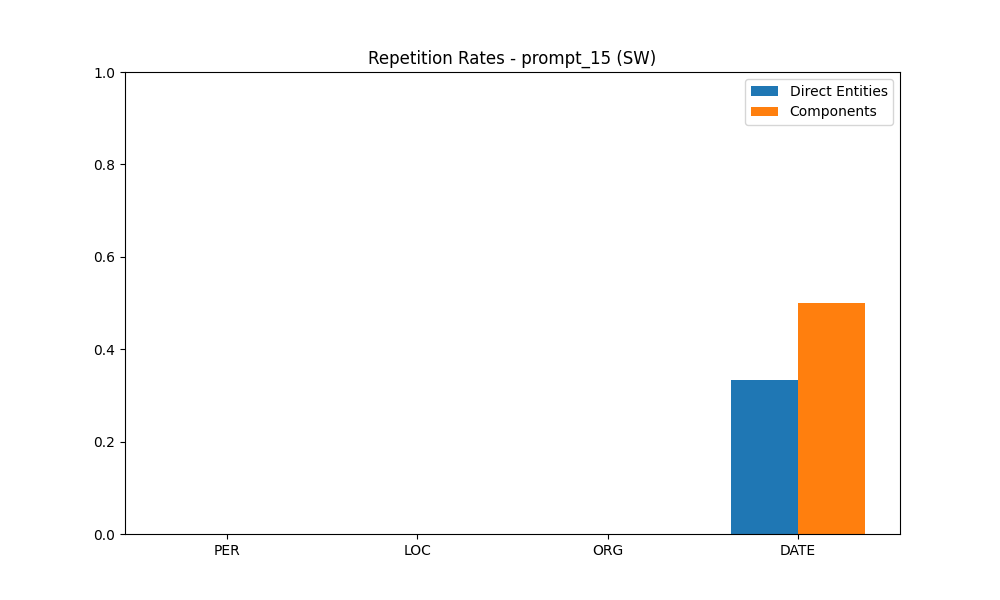 Repetition Rates - prompt_15 (SW)
Direct Entities
Components
1.0
0.8
0.6
0.4
0.2
0.0
PER LOC ORG DATE